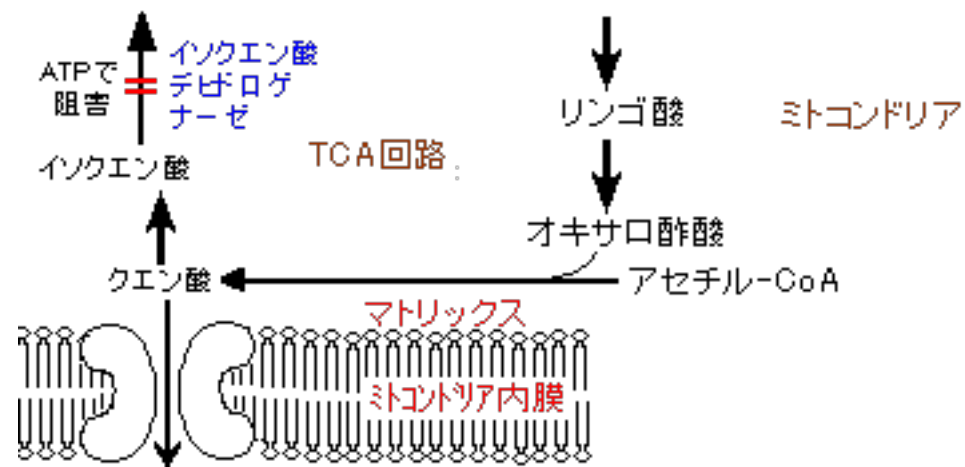 イソクエン酸
デヒドロゲ
ナーゼ
ATPで
阻害
イソクエン酸
TCA回路
リンゴ酸
ミトコンドリア
オキサロ酢酸
クエン酸
アセチル-CoA
マトリックス
ミトコンドリア内膜